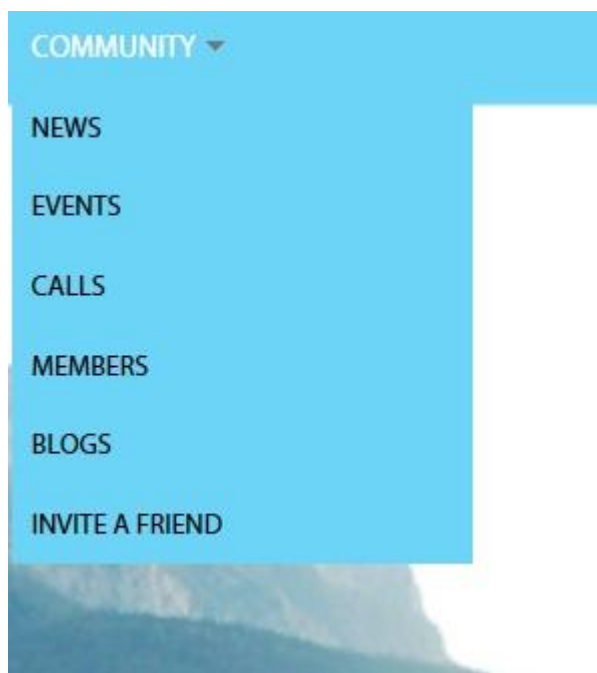 COMMUNITY
NEWS
EVENTS
CALLS
MEMBERS
BLOGS
INVITE A FRIEND